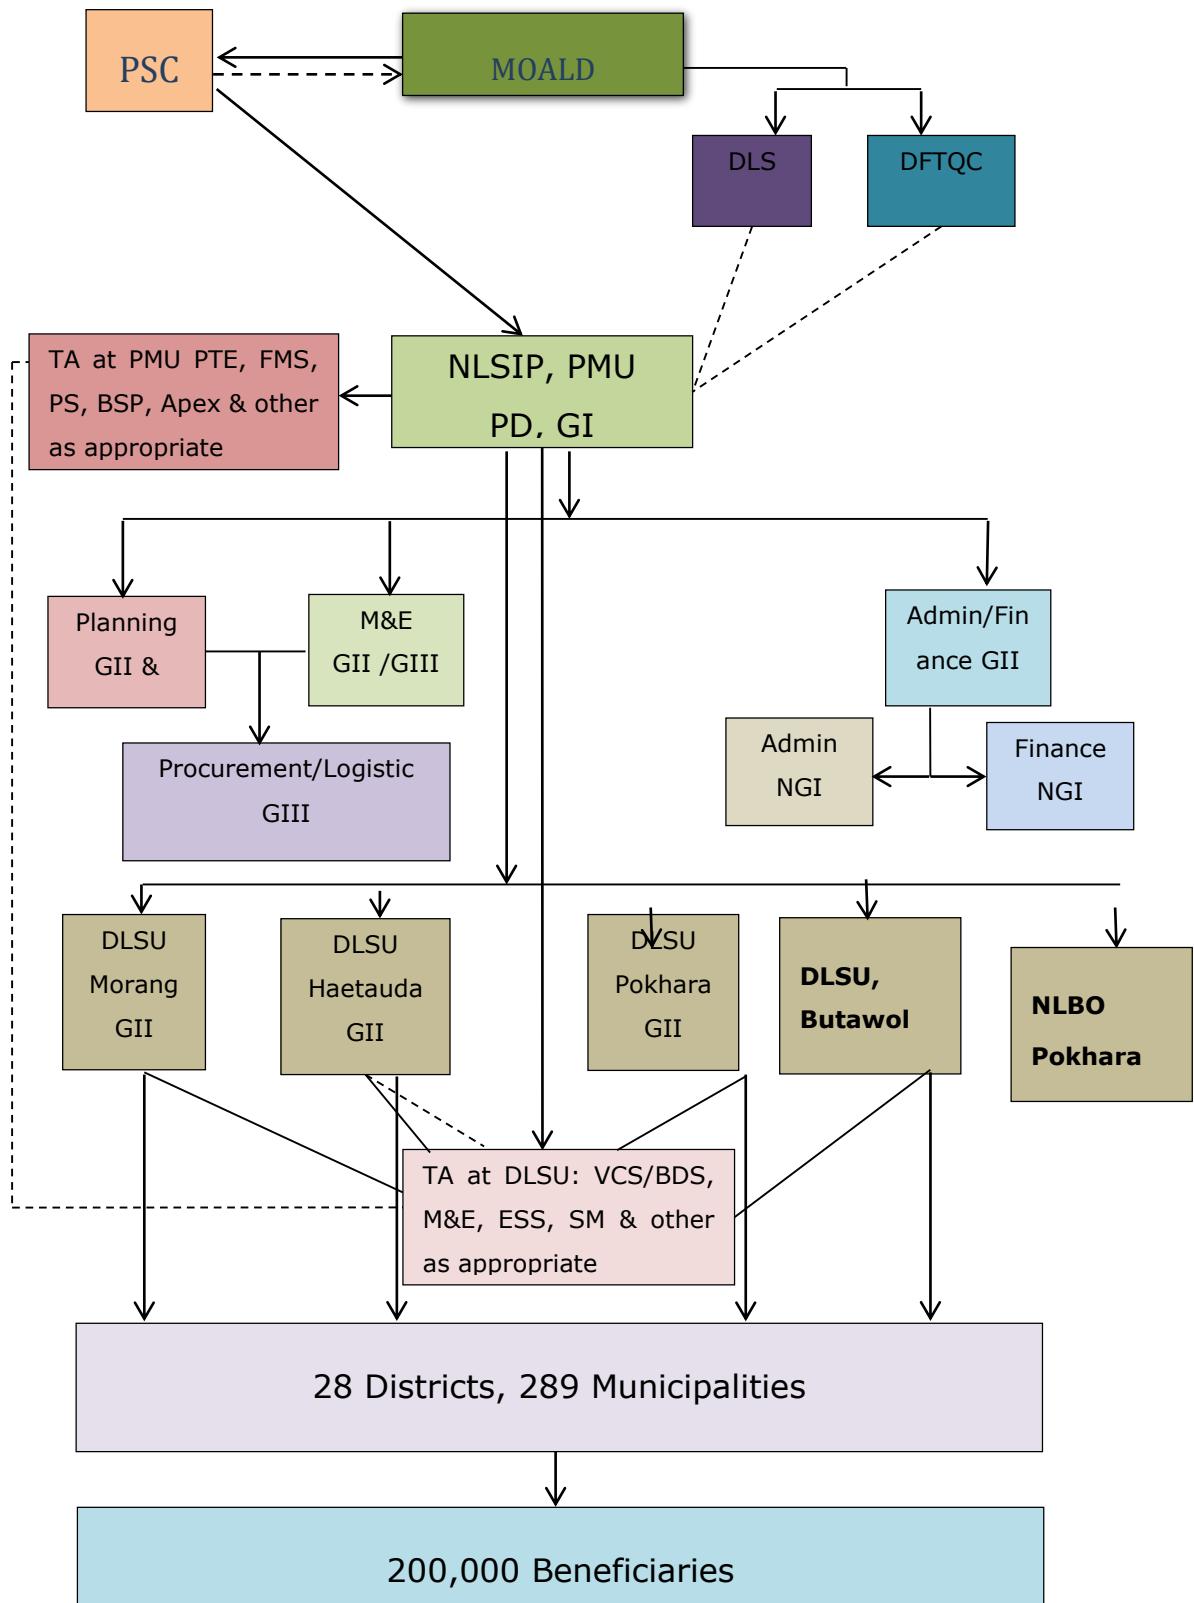 PSC
MOALD
DLS
DFTQC
TA at PMU PTE, FMS,
PS, BSP, Apex & other
as appropriate
NLSIP, PMU
PD, GI
Planning
GII &
M&E
GII /GIII
Admin/Fin
ance GII
Procurement/Logistic
GIII
Admin
NGI
Finance
NGI
DLSU
Morang
GII
DLSU
Haetauda
GII
DLSU
Pokhara
GII
DLSU,
Butawol
NLBO
Pokhara
TA at DLSU: VCS/BDS,
M&E, ESS, SM & other
as appropriate
28 Districts, 289 Municipalities
200,000 Beneficiaries